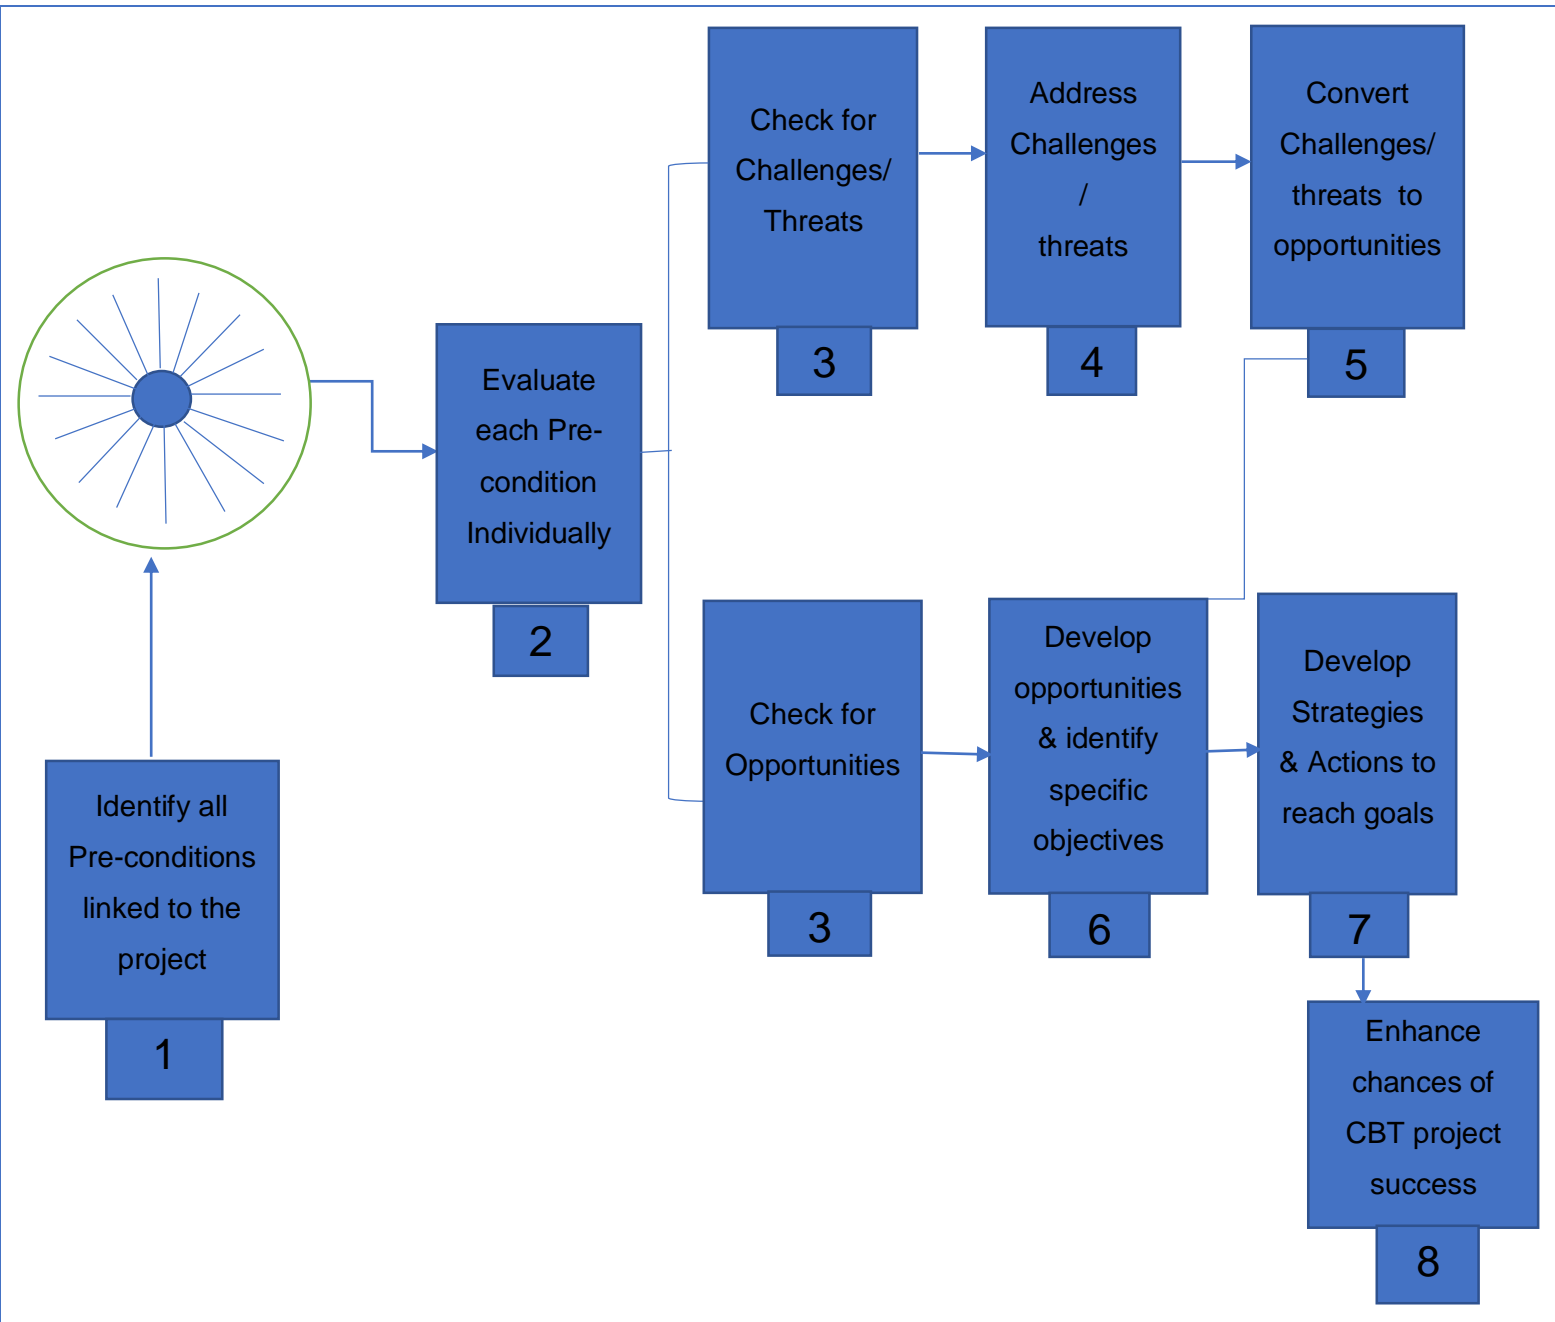 Identify all
Pre-conditions
linked to the
project
1
Evaluate
each Pre-
condition
Individually
2
Check for
Challenges/
Threats
3
Address
Challenges
/
threats
4
Convert
Challenges/
threats  to
opportunities
5
Check for
Opportunities
3
Develop
opportunities
& identify
specific
objectives
6
Develop
Strategies
& Actions to
reach goals
7
Enhance
chances of
CBT project
success
8